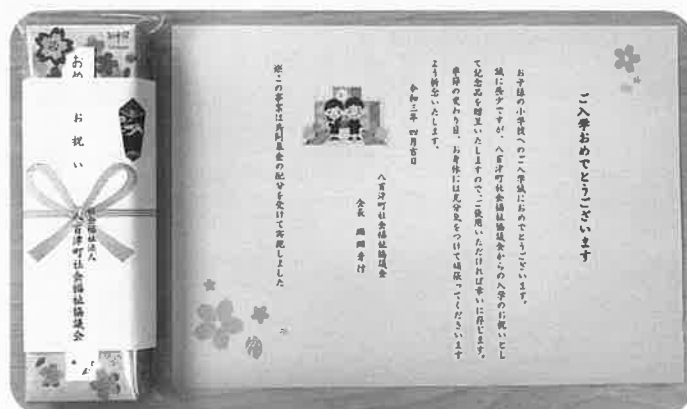 ご入学おめでとうございます
お子様の小学校へのご入学誠におめでとうございます。
誠に些少ですが、八百津町社会福祉協議会からの入学のお祝いとし
て記念品を贈呈いたしますので、ご使用いただければ幸いに存じます。
季節の変わり目、お身体には充分気をつけて頑張ってくださいます
よう祈念いたします。
令和三年 四月吉日
八百津町社会福祉協議会
会長
※この事業は共同募金の配分を受けて実施しました
お祝い
社会福祉法人
八百津町社会福祉協議会
おめ